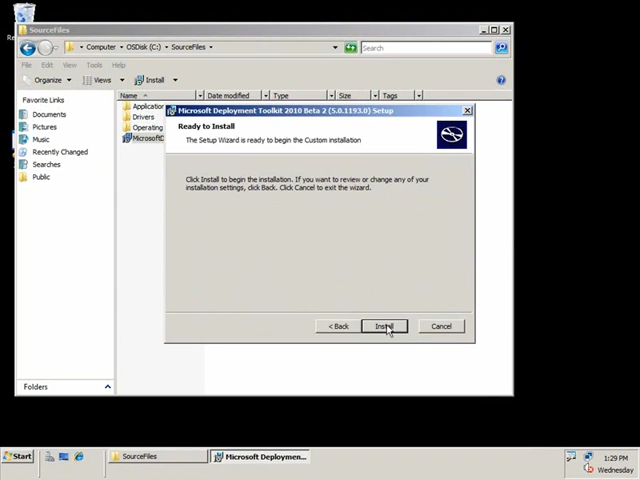 Re
SourceFiles
Computer ▸ OSDisk (C:) ▸ SourceFiles ▸
Search
File Edit View Tools Help
Organize Views Install
Favorite Links
Documents
Pictures
Music
Recently Changed
Searches
Public
Folders
Name Date modified Type Size Tags
Application
Drivers
Operating
MicrosoftD
Microsoft Deployment Toolkit 2010 Beta 2 (5.0.1193.0) Setup
Ready to Install
The Setup Wizard is ready to begin the Custom installation
Click Install to begin the installation. If you want to review or change any of your
installation settings, click Back. Click Cancel to exit the wizard.
< Back Install Cancel
Start SourceFiles Microsoft Deploymen... 1:29 PM
Wednesday